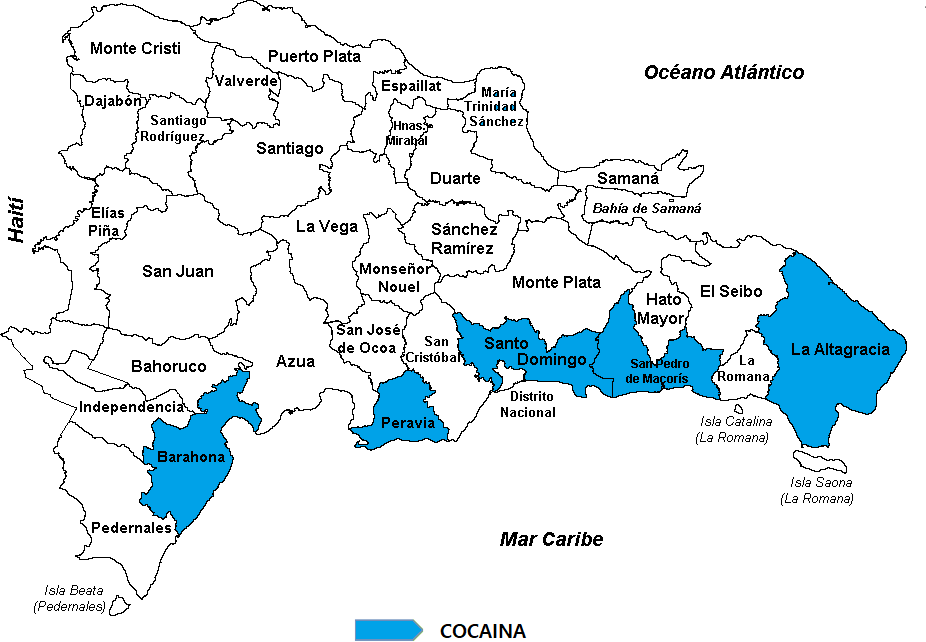 Monte Cristi
Puerto Plata
Océano Atlántico
Valverde
Espaillat
María
Trinidad
Sánchez
Dajabón
Santiago
Rodríguez
Hnas.
Mirabal
Santiago
Duarte
Samaná
Bahía de Samaná
Haití
Elías
Piña
La Vega
Sánchez
Ramírez
San Juan
Monseñor
Nouel
Monte Plata
El Seibo
Hato
Mayor
San José
de Ocoa
San
Cristóbal
Santo
Domingo
La Altagracia
Bahoruco
Azua
San Pedro
de Macorís
La
Romana
Independencia
Distrito
Nacional
Peravia
Isla Catalina
(La Romana)
Barahona
Isla Saona
(La Romana)
Pedernales
Mar Caribe
Isla Beata
(Pedernales)
COCAINA